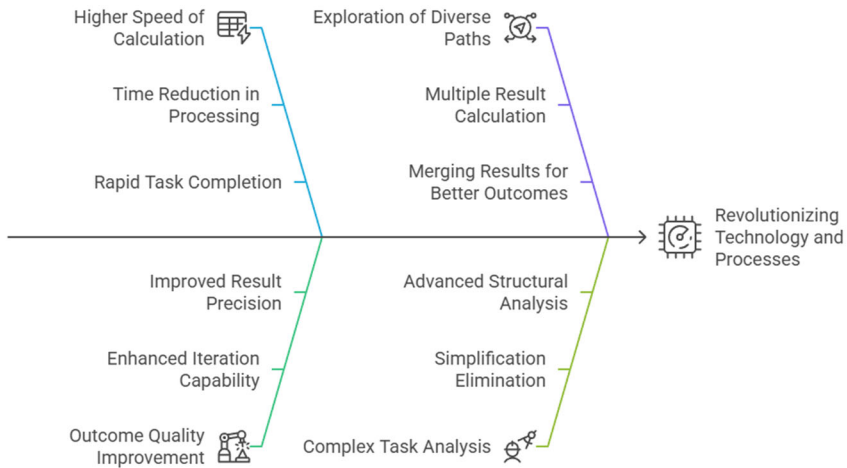 Higher Speed of
Calculation
Time Reduction in
Processing
Rapid Task Completion
Exploration of Diverse
Paths
Multiple Result
Calculation
Merging Results for
Better Outcomes
Revolutionizing
Technology and
Processes
Improved Result
Precision
Enhanced Iteration
Capability
Outcome Quality
Improvement
Advanced Structural
Analysis
Simplification
Elimination
Complex Task Analysis